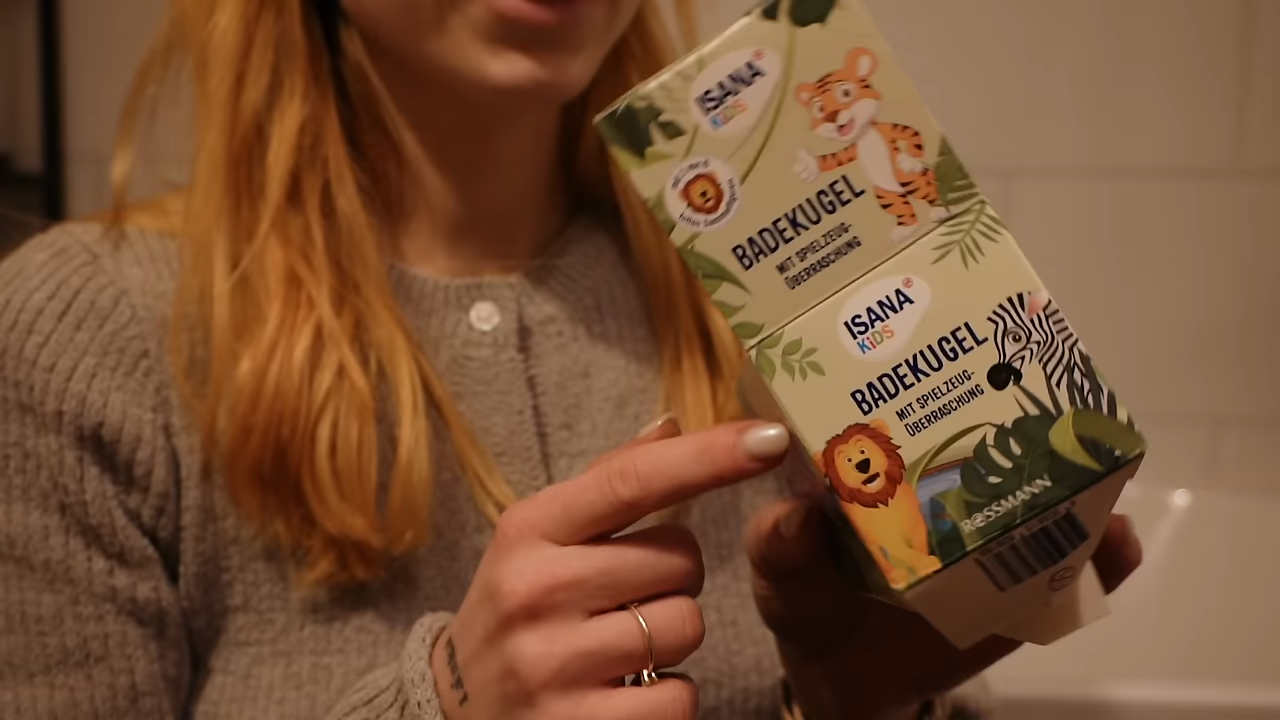 ISANA
KiDS
BADEKUGEL
MIT SPIELZEUG-
ÜBERRASCHUNG
ISANA
KiDS
BADEKUGEL
MIT SPIELZEUG-
ÜBERRASCHUNG
ROSSMANN